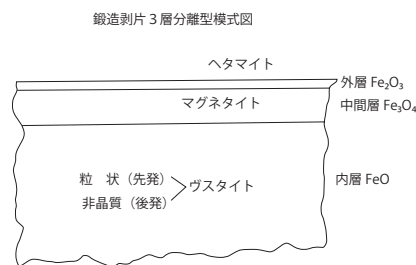 鍛造剥片３層分離型模式図
ヘタマイト
外層 Fe₂O₃
マグネタイト
中間層 Fe₃O₄
粒　状（先発）
ヴスタイト
非晶質（後発）
内層 FeO